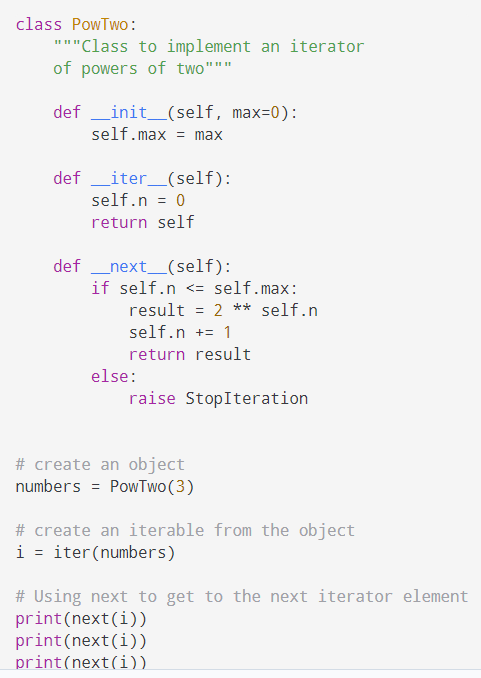 class PowTwo:
    """Class to implement an iterator
    of powers of two"""

    def __init__(self, max=0):
        self.max = max

    def __iter__(self):
        self.n = 0
        return self

    def __next__(self):
        if self.n <= self.max:
            result = 2 ** self.n
            self.n += 1
            return result
        else:
            raise StopIteration


# create an object
numbers = PowTwo(3)

# create an iterable from the object
i = iter(numbers)

# Using next to get to the next iterator element
print(next(i))
print(next(i))
print(next(i))